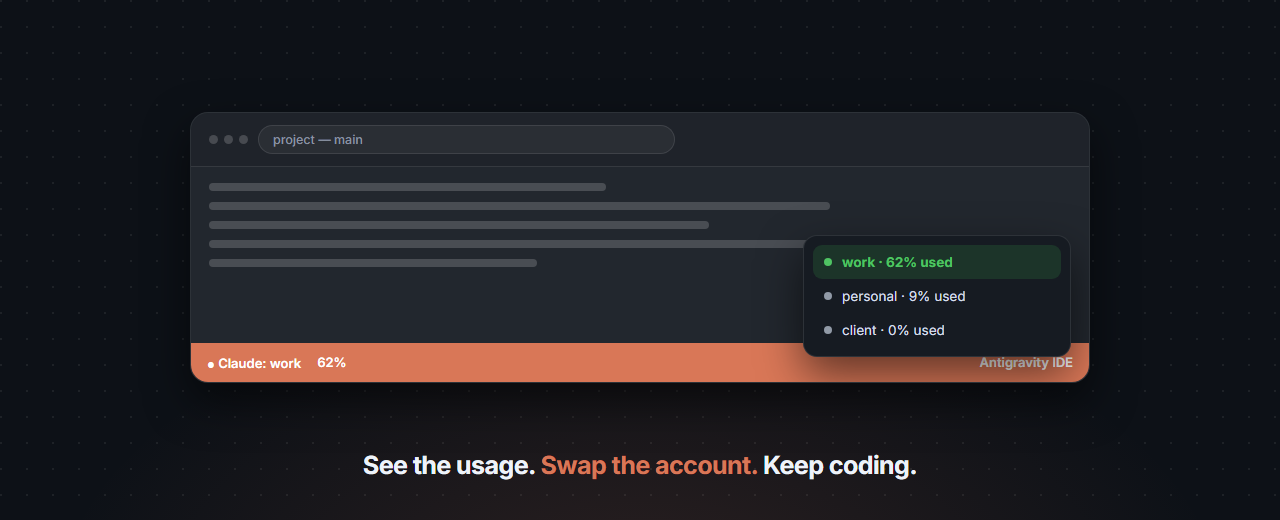 project — main
work · 62% used
personal · 9% used
client · 0% used
Claude: work 62%
Antigravity IDE
See the usage. Swap the account. Keep coding.